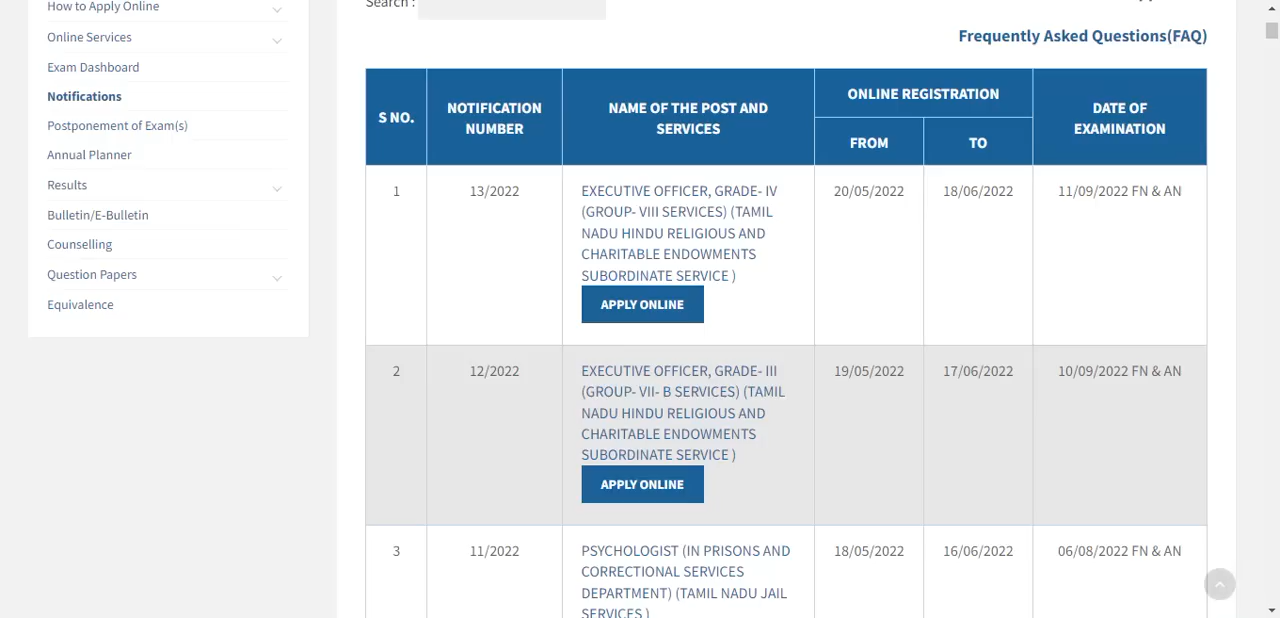 How to Apply Online
Online Services
Exam Dashboard
Notifications
Postponement of Exam(s)
Annual Planner
Results
Bulletin/E-Bulletin
Counselling
Question Papers
Equivalence
Search :
Frequently Asked Questions(FAQ)
S NO.
NOTIFICATION
NUMBER
NAME OF THE POST AND
SERVICES
ONLINE REGISTRATION
FROM
TO
DATE OF
EXAMINATION
1
13/2022
EXECUTIVE OFFICER, GRADE- IV
(GROUP- VIII SERVICES) (TAMIL
NADU HINDU RELIGIOUS AND
CHARITABLE ENDOWMENTS
SUBORDINATE SERVICE )
APPLY ONLINE
20/05/2022
18/06/2022
11/09/2022 FN & AN
2
12/2022
EXECUTIVE OFFICER, GRADE- III
(GROUP- VII- B SERVICES) (TAMIL
NADU HINDU RELIGIOUS AND
CHARITABLE ENDOWMENTS
SUBORDINATE SERVICE )
APPLY ONLINE
19/05/2022
17/06/2022
10/09/2022 FN & AN
3
11/2022
PSYCHOLOGIST (IN PRISONS AND
CORRECTIONAL SERVICES
DEPARTMENT) (TAMIL NADU JAIL
SERVICES )
18/05/2022
16/06/2022
06/08/2022 FN & AN